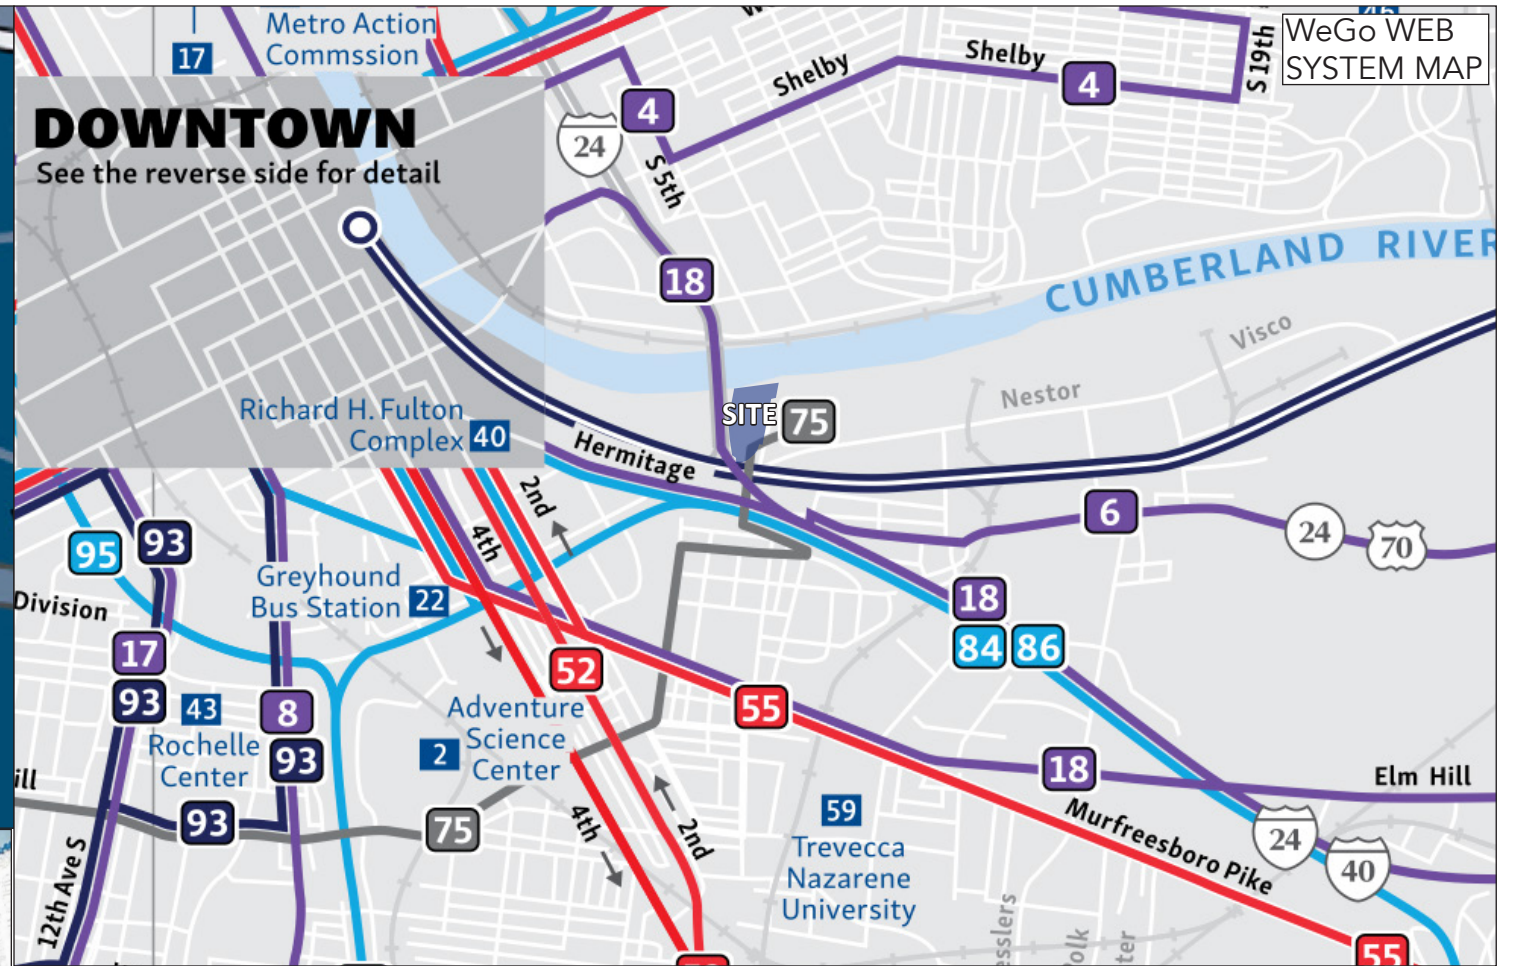 Metro Action
Commssion
17
WeGo WEB
SYSTEM MAP
S 19th
Shelby
4
Shelby
DOWNTOWN
See the reverse side for detail
4
24
S 5th
18
CUMBERLAND RIVER
Visco
Nestor
SITE
75
Richard H. Fulton
Complex
40
Hermitage
2nd
4th
6
24
70
95
93
Greyhound
Bus Station
22
Division
18
84
86
17
52
93
43
Rochelle
Center
8
93
55
Adventure
Science
Center
2
18
Elm Hill
ill
93
75
4th
2nd
59
Trevecca
Nazarene
University
Murfreesboro Pike
24
40
12th Ave S
esslers
Polk
ter
55